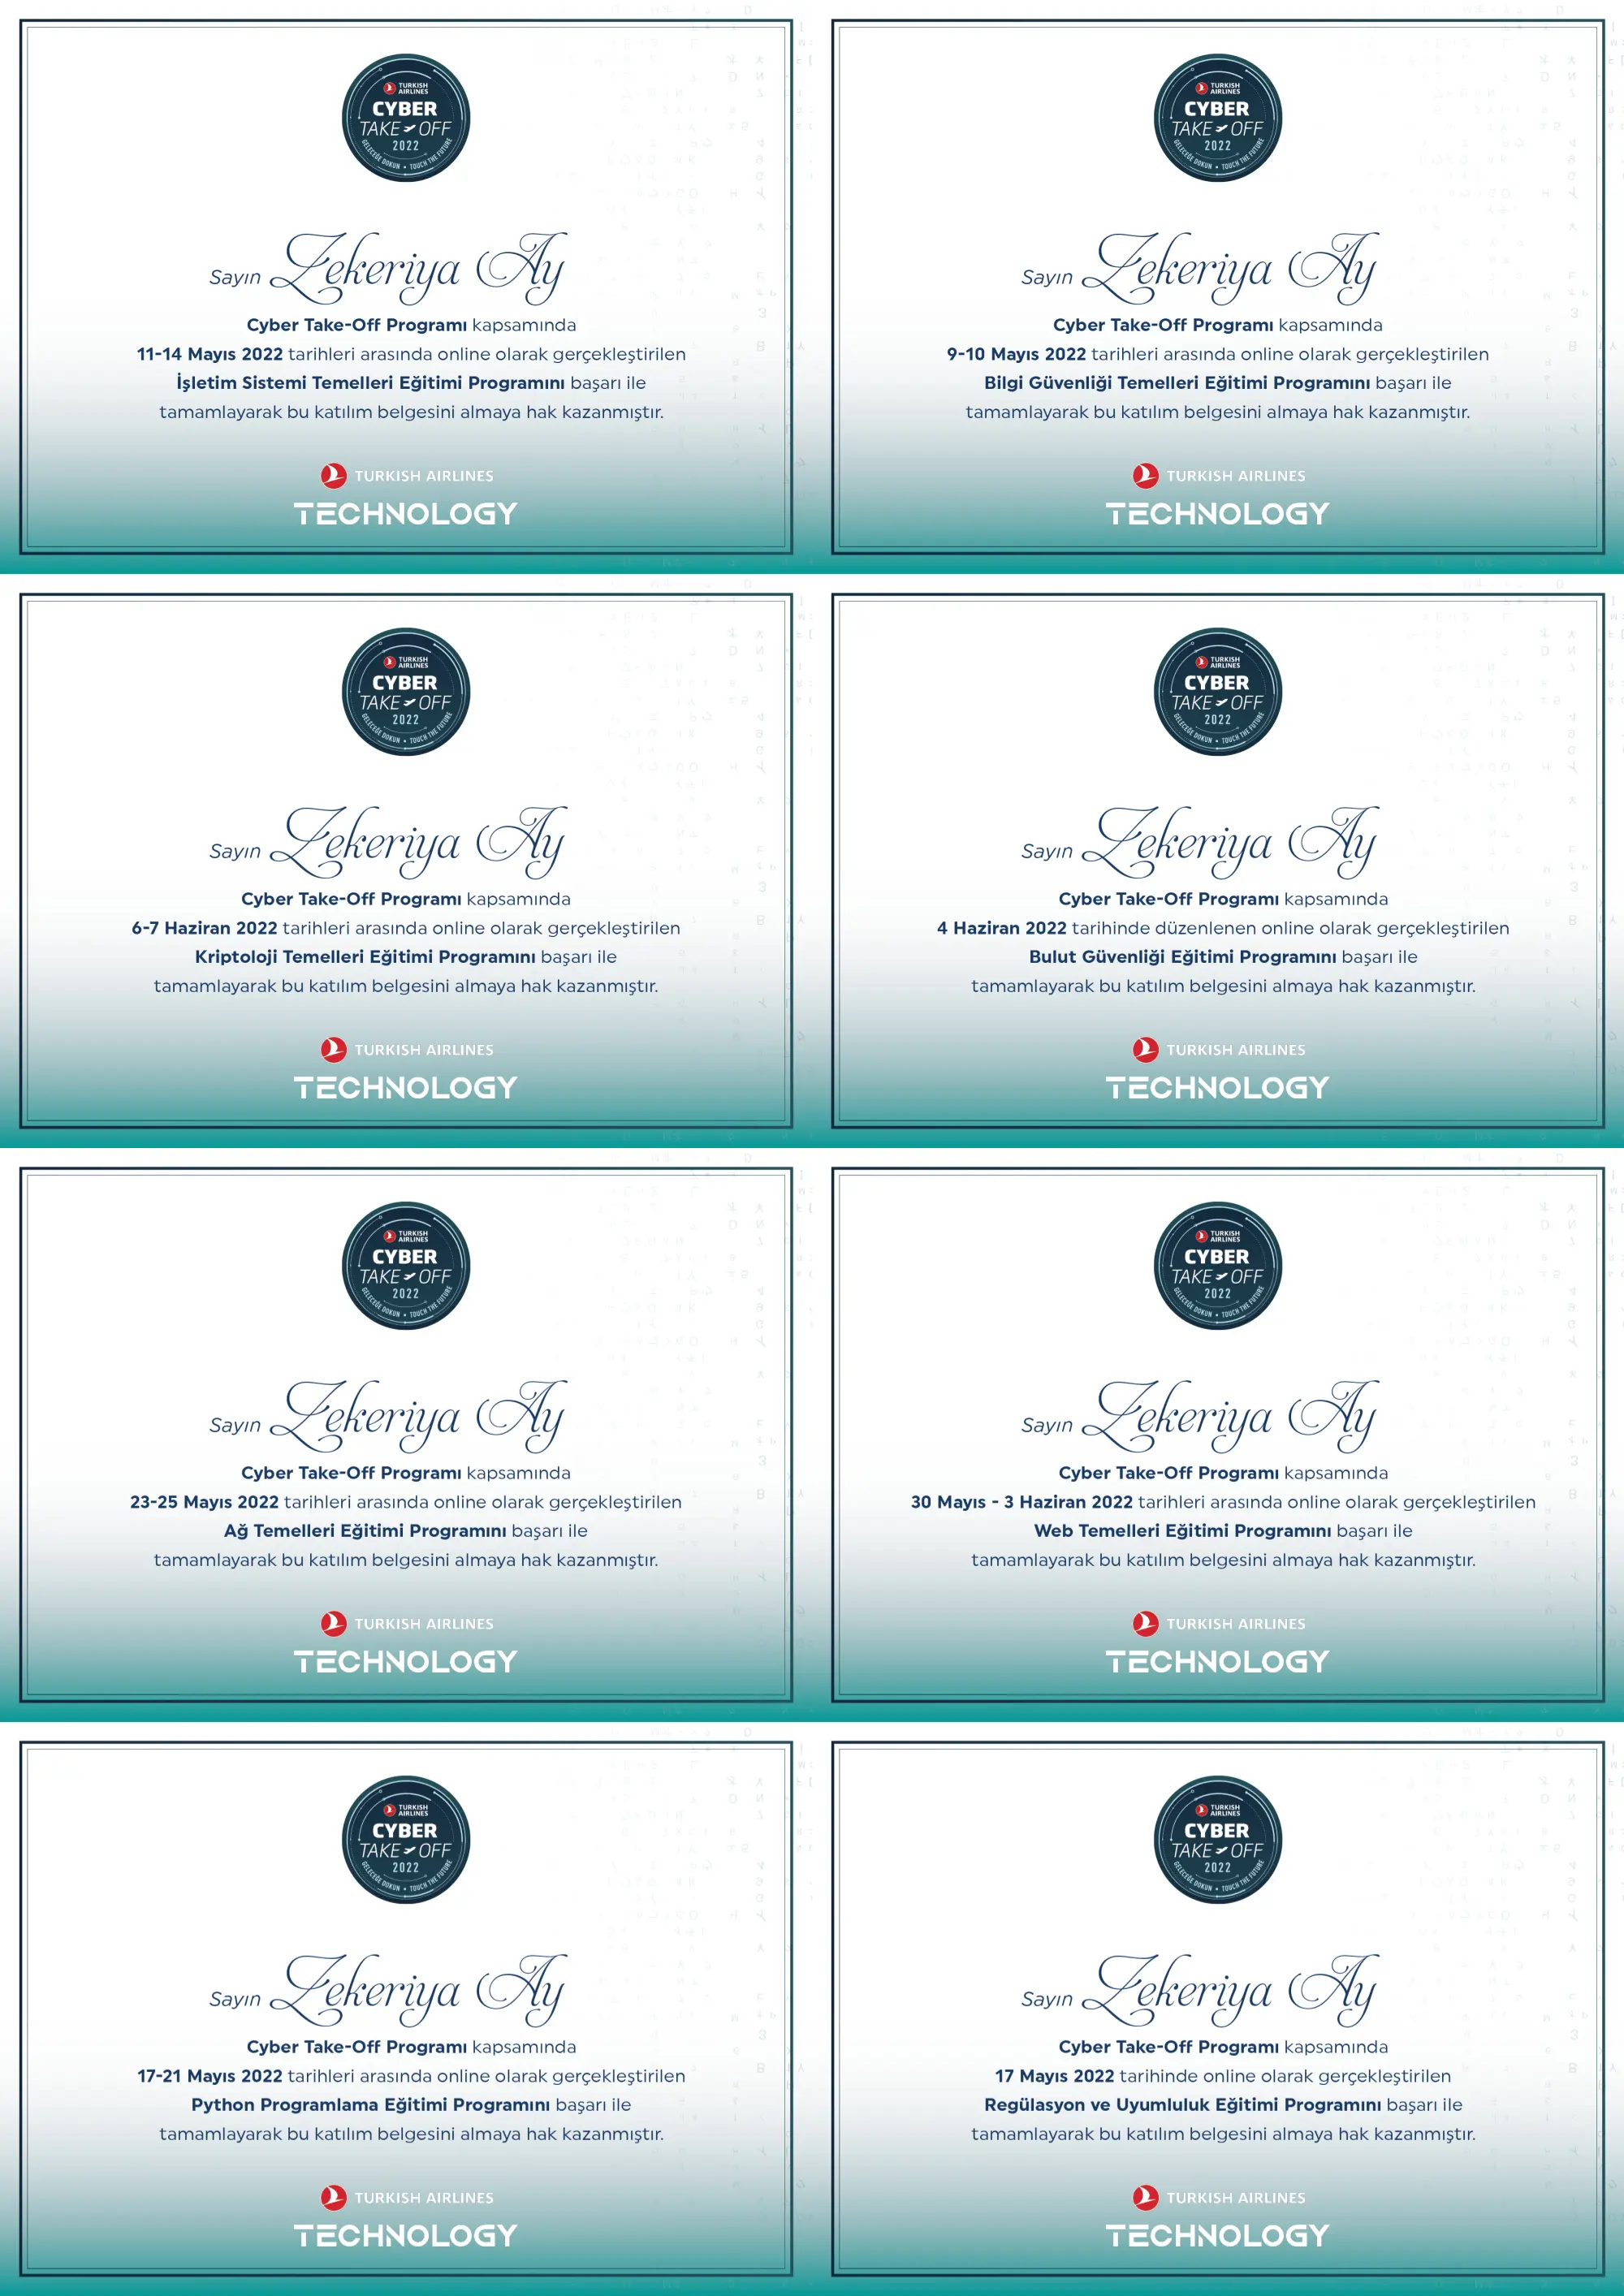 TURKISH AIRLINES
CYBER
TAKE OFF
2022
GELECEĞE DOKUN • TOUCH THE FUTURE
Sayın Zekeriya Ay
Cyber Take-Off Programı kapsamında
11-14 Mayıs 2022 tarihleri arasında online olarak gerçekleştirilen
İşletim Sistemi Temelleri Eğitimi Programını başarı ile
tamamlayarak bu katılım belgesini almaya hak kazanmıştır.
TURKISH AIRLINES
TECHNOLOGY
TURKISH AIRLINES
CYBER
TAKE OFF
2022
GELECEĞE DOKUN • TOUCH THE FUTURE
Sayın Zekeriya Ay
Cyber Take-Off Programı kapsamında
9-10 Mayıs 2022 tarihleri arasında online olarak gerçekleştirilen
Bilgi Güvenliği Temelleri Eğitimi Programını başarı ile
tamamlayarak bu katılım belgesini almaya hak kazanmıştır.
TURKISH AIRLINES
TECHNOLOGY
TURKISH AIRLINES
CYBER
TAKE OFF
2022
GELECEĞE DOKUN • TOUCH THE FUTURE
Sayın Zekeriya Ay
Cyber Take-Off Programı kapsamında
6-7 Haziran 2022 tarihleri arasında online olarak gerçekleştirilen
Kriptoloji Temelleri Eğitimi Programını başarı ile
tamamlayarak bu katılım belgesini almaya hak kazanmıştır.
TURKISH AIRLINES
TECHNOLOGY
TURKISH AIRLINES
CYBER
TAKE OFF
2022
GELECEĞE DOKUN • TOUCH THE FUTURE
Sayın Zekeriya Ay
Cyber Take-Off Programı kapsamında
4 Haziran 2022 tarihinde düzenlenen online olarak gerçekleştirilen
Bulut Güvenliği Eğitimi Programını başarı ile
tamamlayarak bu katılım belgesini almaya hak kazanmıştır.
TURKISH AIRLINES
TECHNOLOGY
TURKISH AIRLINES
CYBER
TAKE OFF
2022
GELECEĞE DOKUN • TOUCH THE FUTURE
Sayın Zekeriya Ay
Cyber Take-Off Programı kapsamında
23-25 Mayıs 2022 tarihleri arasında online olarak gerçekleştirilen
Ağ Temelleri Eğitimi Programını başarı ile
tamamlayarak bu katılım belgesini almaya hak kazanmıştır.
TURKISH AIRLINES
TECHNOLOGY
TURKISH AIRLINES
CYBER
TAKE OFF
2022
GELECEĞE DOKUN • TOUCH THE FUTURE
Sayın Zekeriya Ay
Cyber Take-Off Programı kapsamında
30 Mayıs - 3 Haziran 2022 tarihleri arasında online olarak gerçekleştirilen
Web Temelleri Eğitimi Programını başarı ile
tamamlayarak bu katılım belgesini almaya hak kazanmıştır.
TURKISH AIRLINES
TECHNOLOGY
TURKISH AIRLINES
CYBER
TAKE OFF
2022
GELECEĞE DOKUN • TOUCH THE FUTURE
Sayın Zekeriya Ay
Cyber Take-Off Programı kapsamında
17-21 Mayıs 2022 tarihleri arasında online olarak gerçekleştirilen
Python Programlama Eğitimi Programını başarı ile
tamamlayarak bu katılım belgesini almaya hak kazanmıştır.
TURKISH AIRLINES
TECHNOLOGY
TURKISH AIRLINES
CYBER
TAKE OFF
2022
GELECEĞE DOKUN • TOUCH THE FUTURE
Sayın Zekeriya Ay
Cyber Take-Off Programı kapsamında
17 Mayıs 2022 tarihinde online olarak gerçekleştirilen
Regülasyon ve Uyumluluk Eğitimi Programını başarı ile
tamamlayarak bu katılım belgesini almaya hak kazanmıştır.
TURKISH AIRLINES
TECHNOLOGY